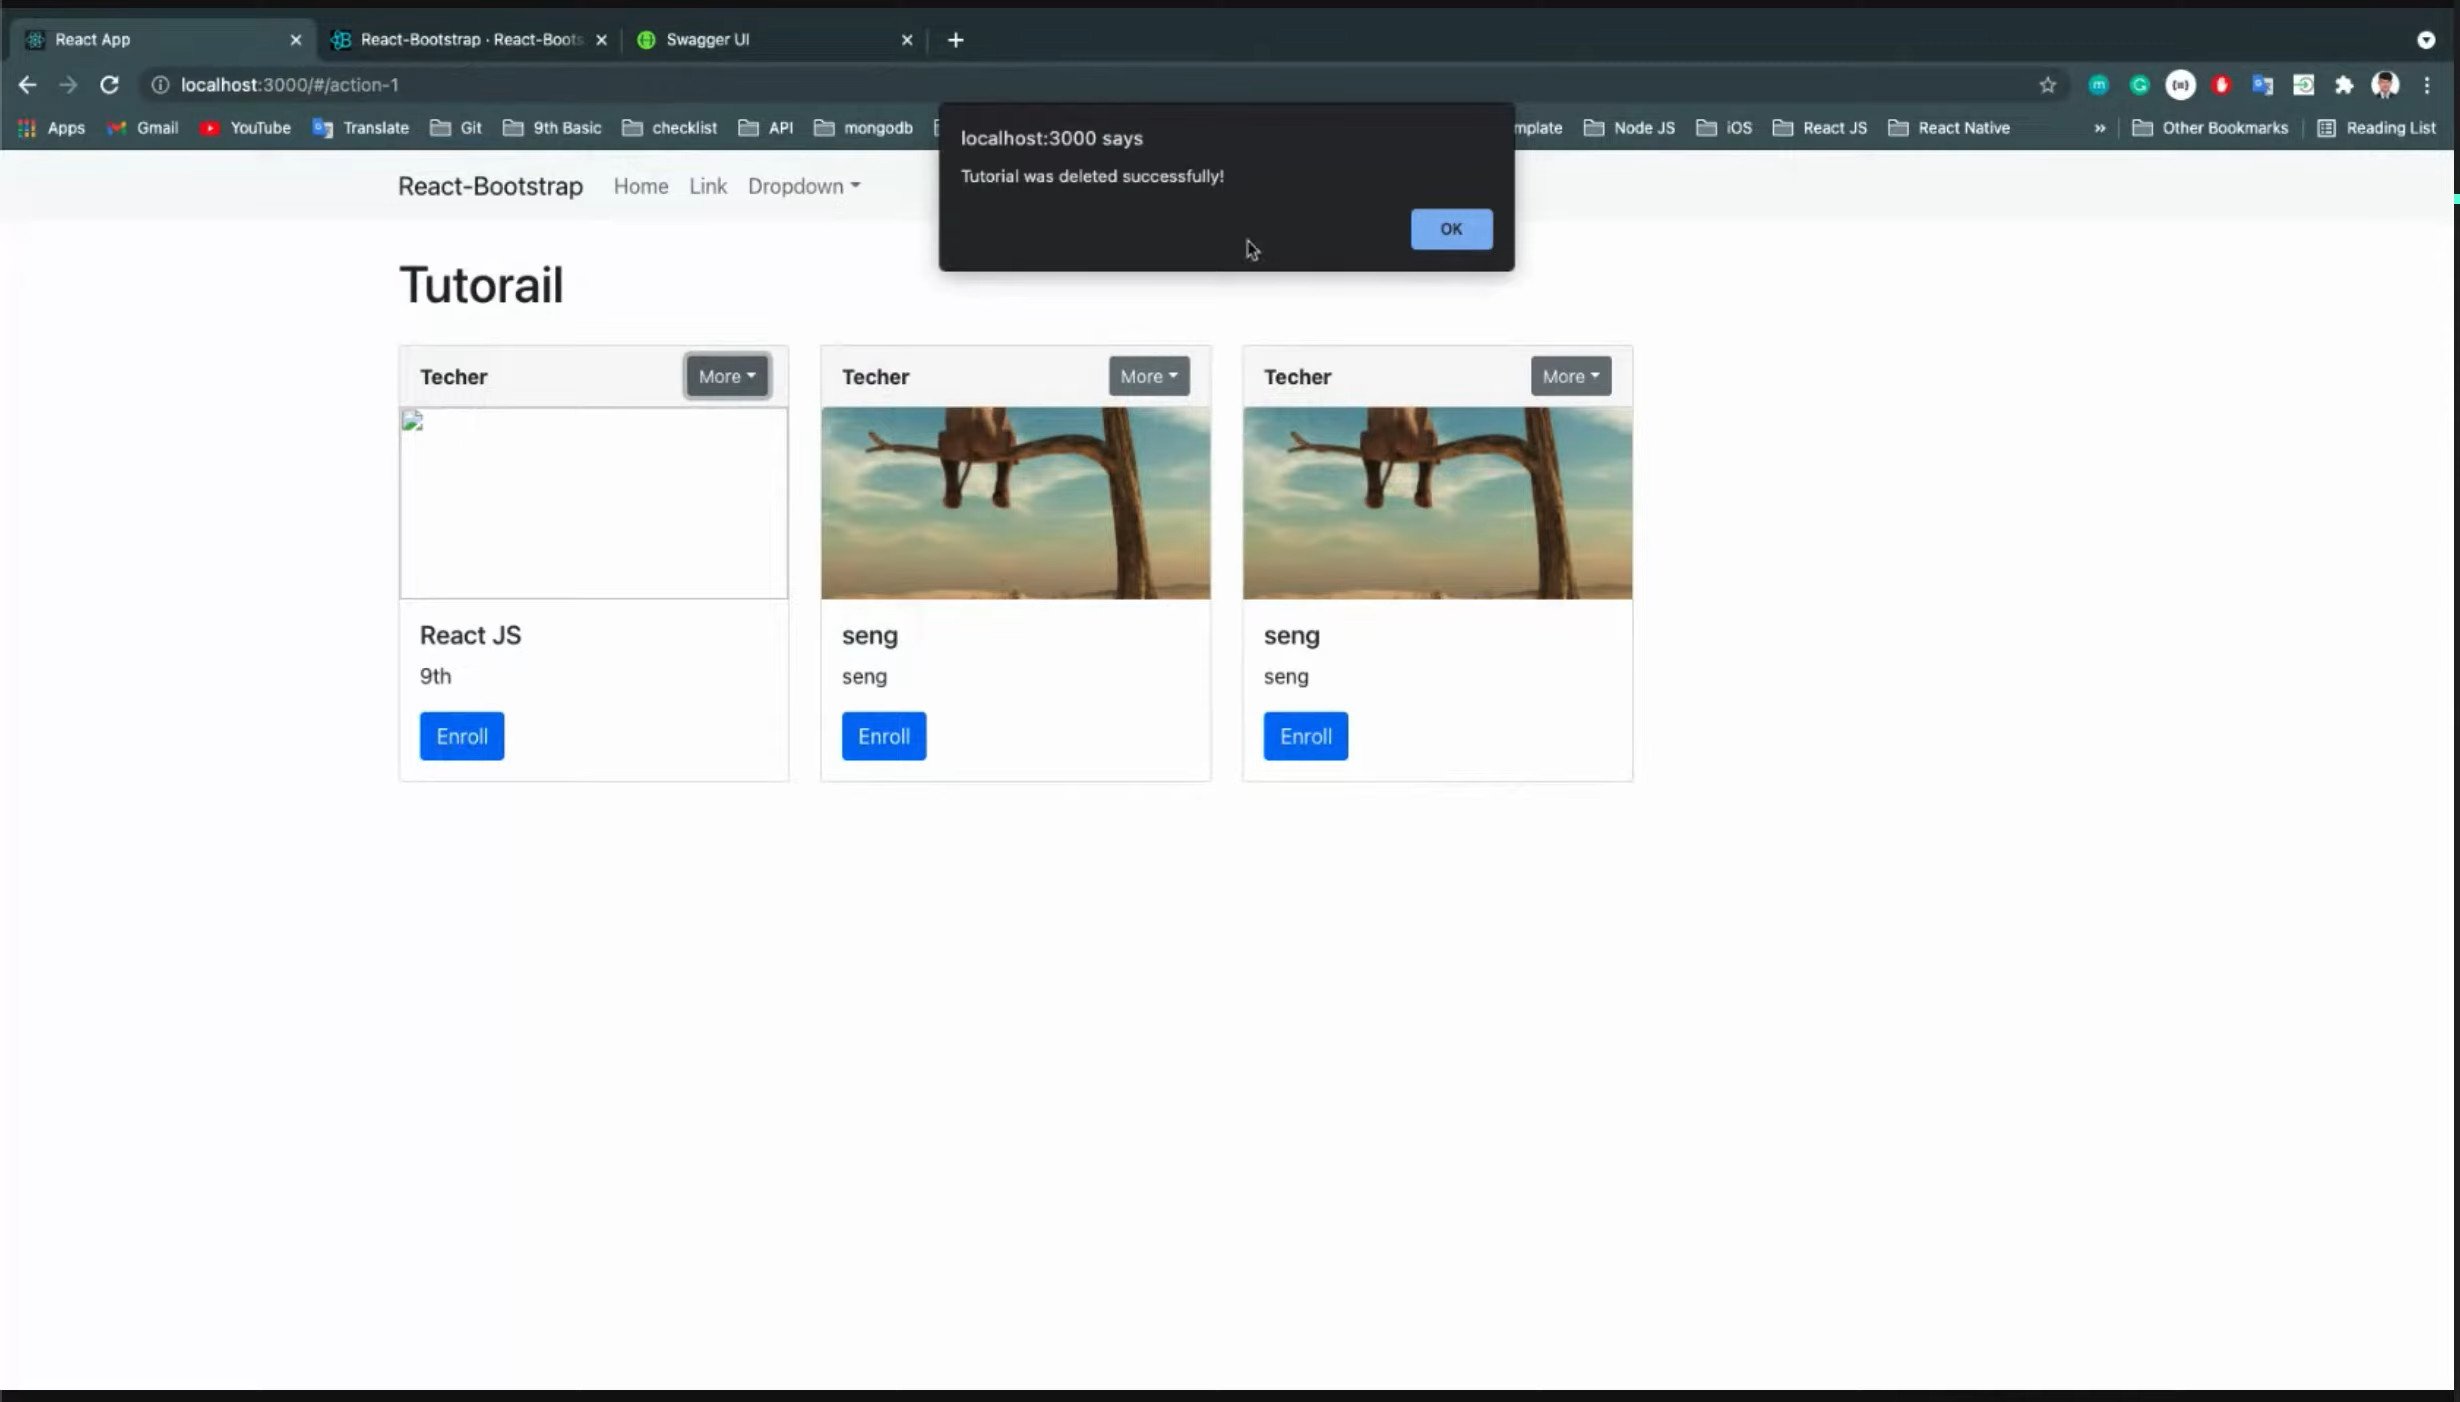 React App
React-Bootstrap · React-Boots
Swagger UI
localhost:3000/#/action-1
Apps
Gmail
YouTube
Translate
Git
9th Basic
checklist
API
mongodb
mplate
Node JS
iOS
React JS
React Native
»
Other Bookmarks
Reading List
localhost:3000 says
Tutorial was deleted successfully!
OK
React-Bootstrap
Home
Link
Dropdown
Tutorail
Techer
More
React JS
9th
Enroll
Techer
More
seng
seng
Enroll
Techer
More
seng
seng
Enroll